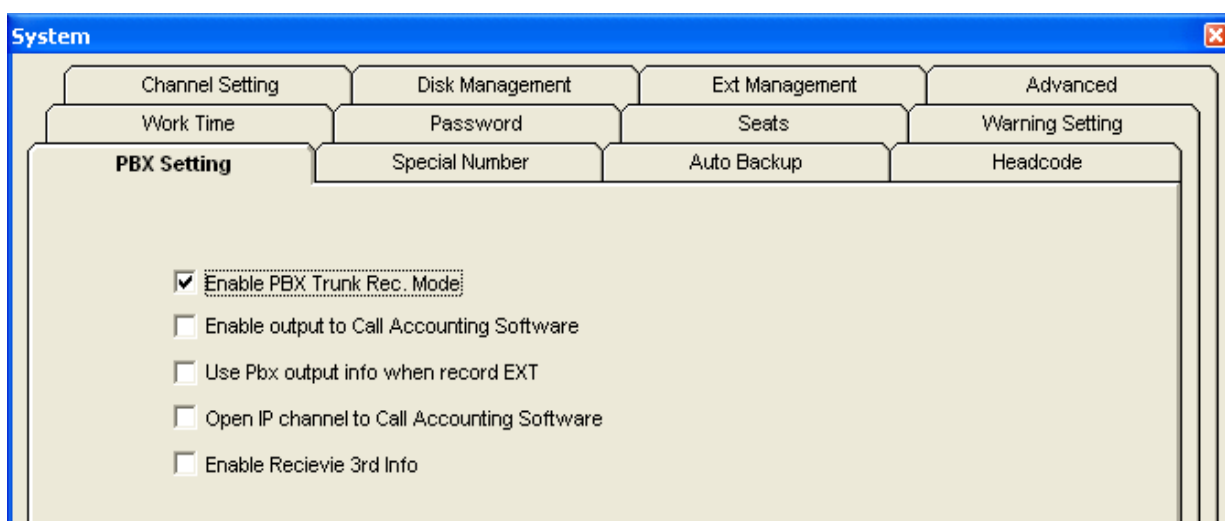 System
Channel Setting Disk Management Ext Management Advanced
Work Time Password Seats Warning Setting
PBX Setting Special Number Auto Backup Headcode
Enable PBX Trunk Rec. Mode
Enable output to Call Accounting Software
Use Pbx output info when record EXT
Open IP channel to Call Accounting Software
Enable Recievie 3rd Info